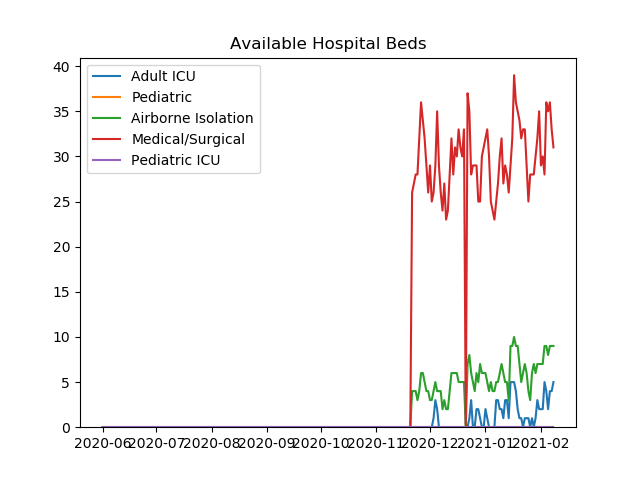 Available Hospital Beds
Adult ICU
Pediatric
Airborne Isolation
Medical/Surgical
Pediatric ICU
40
35
30
25
20
15
10
5
0
2020-06 2020-07 2020-08 2020-09 2020-10 2020-11 2020-12 2021-01 2021-02